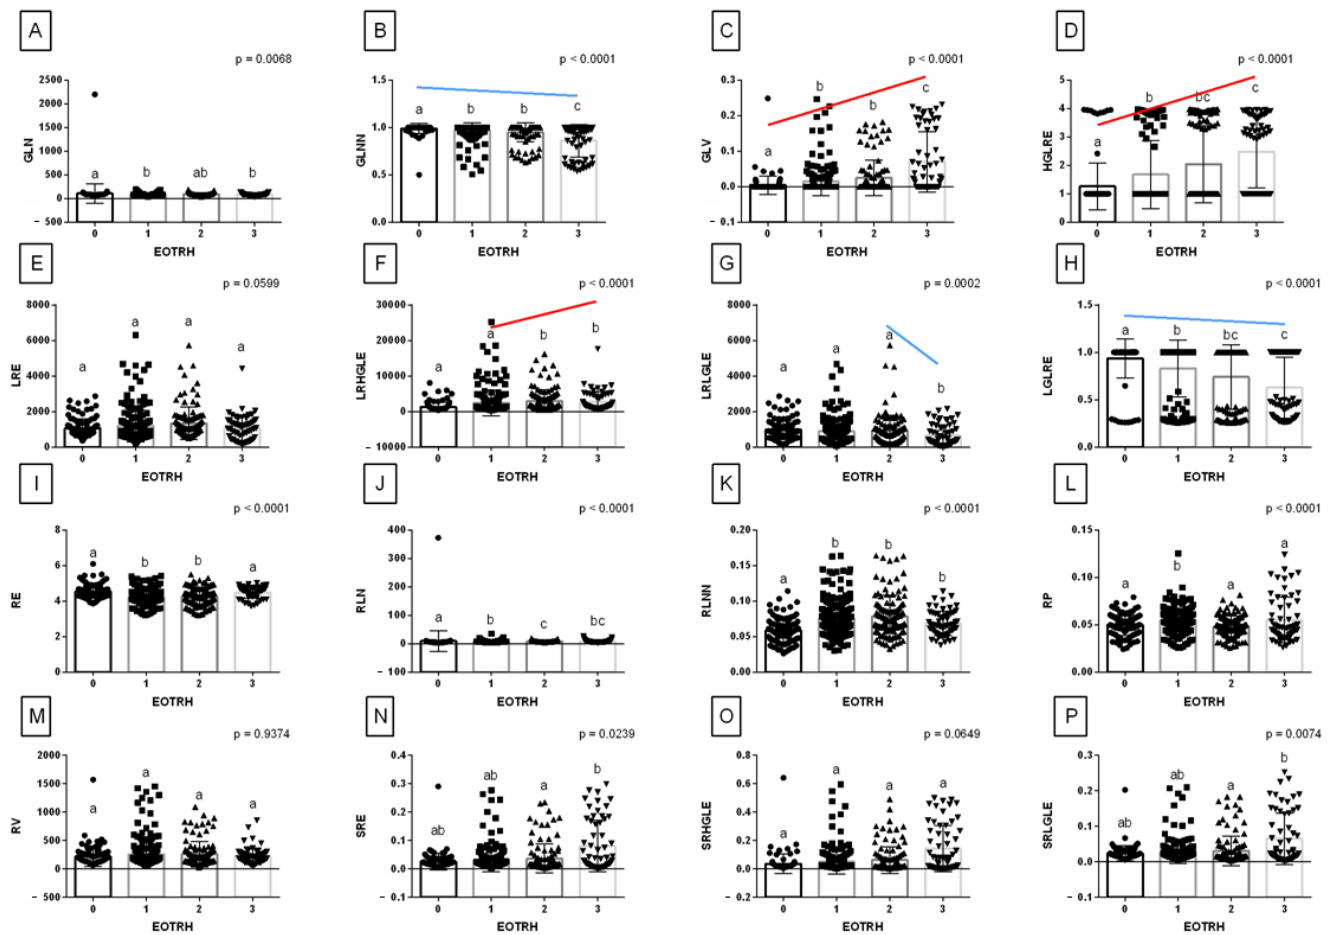 A
p = 0.0068
GLN
2500
2000
1500
1000
500
0
− 500
a b ab b
0 1 2 3
EOTRH
B
p < 0.0001
GLNN
1.5
1.0
0.5
0.0
a b b c
0 1 2 3
EOTRH
C
p < 0.0001
GLV
0.3
0.2
0.1
0.0
− 0.1
a b b c
0 1 2 3
EOTRH
D
p < 0.0001
HGLRE
5
4
3
2
1
0
a b bc c
0 1 2 3
EOTRH
E
p = 0.0599
LRE
8000
6000
4000
2000
0
a a a a
0 1 2 3
EOTRH
F
p < 0.0001
LRHGLE
30000
20000
10000
0
− 10000
a a b b
0 1 2 3
EOTRH
G
p = 0.0002
LRLGLE
8000
6000
4000
2000
0
a a a b
0 1 2 3
EOTRH
H
p < 0.0001
LGLRE
1.5
1.0
0.5
0.0
a b bc c
0 1 2 3
EOTRH
I
p < 0.0001
RE
8
6
4
2
0
a b b a
0 1 2 3
EOTRH
J
p < 0.0001
RLN
400
300
200
100
0
− 100
a b c bc
0 1 2 3
EOTRH
K
p < 0.0001
RLNN
0.20
0.15
0.10
0.05
0.00
a b b b
0 1 2 3
EOTRH
L
p < 0.0001
RP
0.15
0.10
0.05
0.00
a b a a
0 1 2 3
EOTRH
M
p = 0.9374
RV
2000
1500
1000
500
0
− 500
a a a a
0 1 2 3
EOTRH
N
p = 0.0239
SRE
0.4
0.3
0.2
0.1
0.0
− 0.1
ab ab a b
0 1 2 3
EOTRH
O
p = 0.0649
SRHGLE
0.8
0.6
0.4
0.2
0.0
− 0.2
a a a a
0 1 2 3
EOTRH
P
p = 0.0074
SRLGLE
0.3
0.2
0.1
0.0
− 0.1
ab ab a b
0 1 2 3
EOTRH